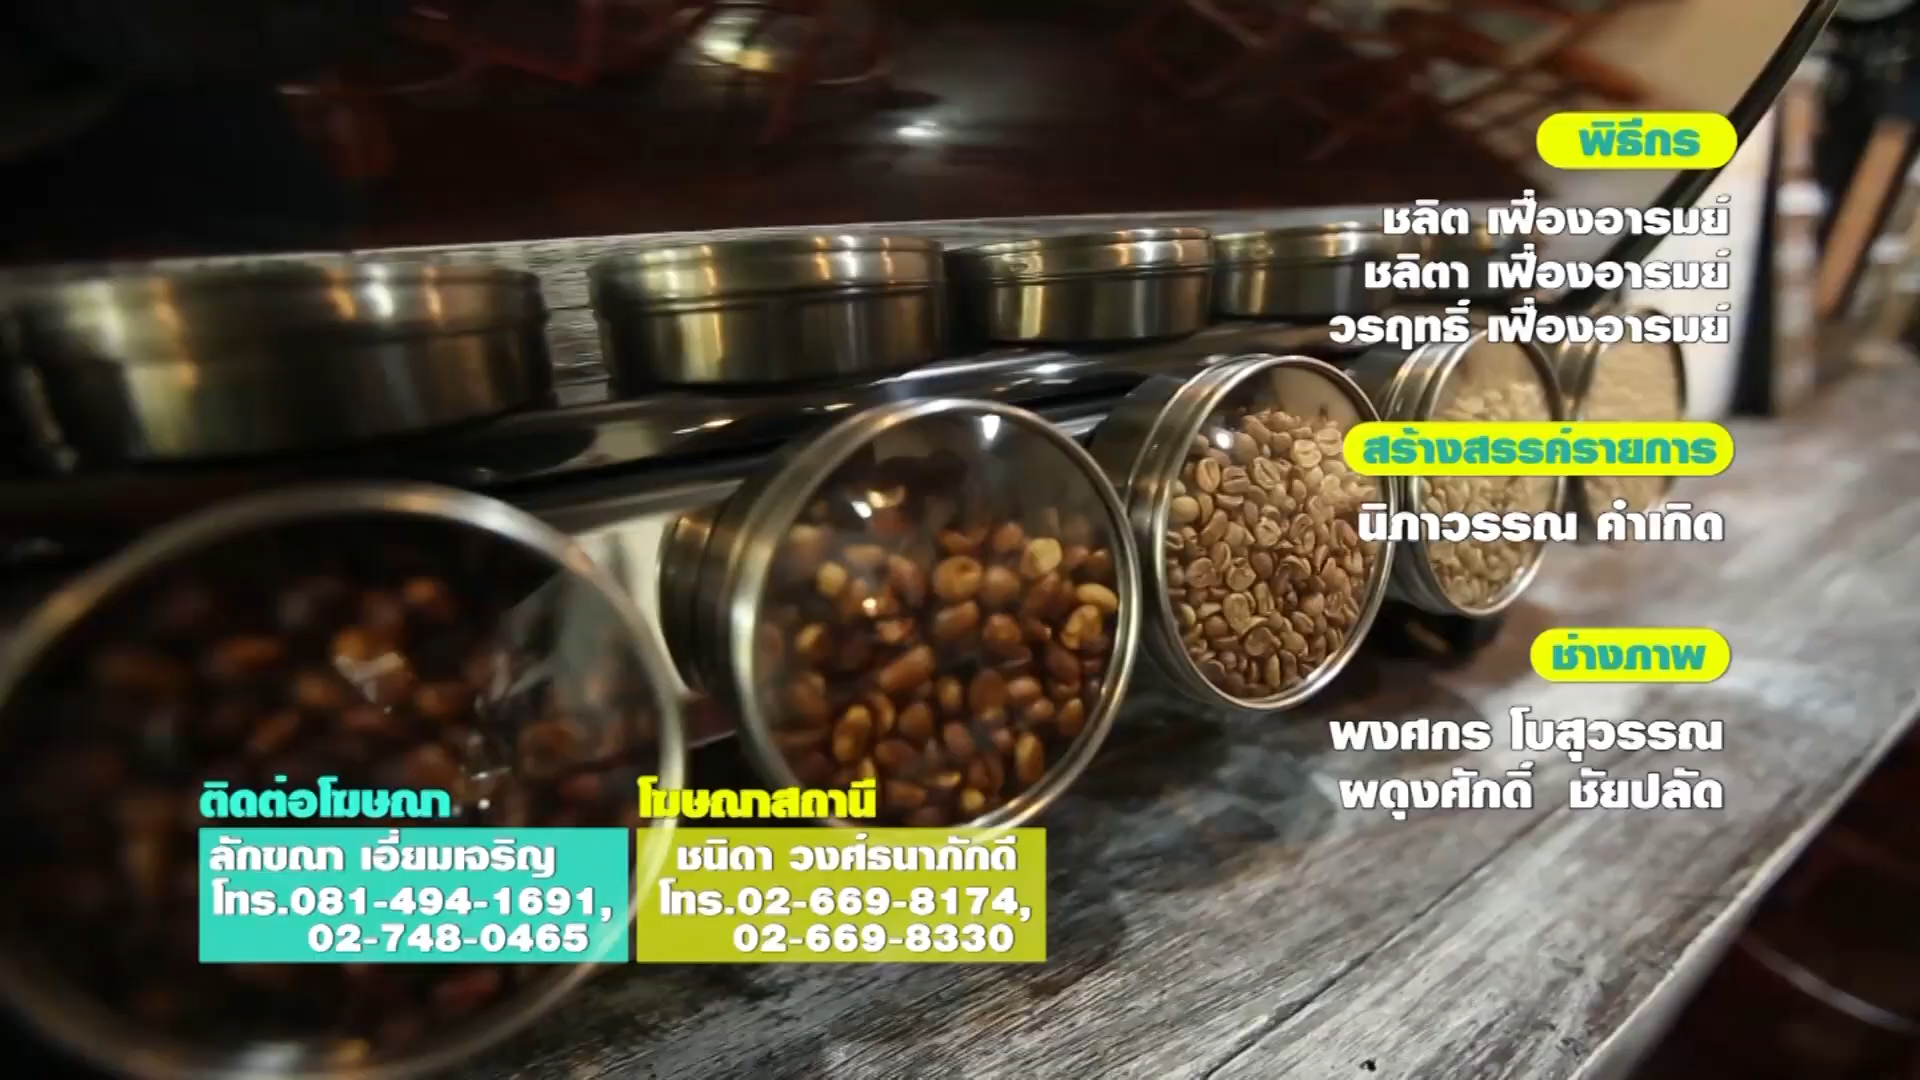 พิธีกร
ชลิต เฟื่องอารมย์
ชลิตา เฟื่องอารมย์
วรฤทธิ์ เฟื่องอารมย์
สร้างสรรค์รายการ
นิภาวรรณ คำเกิด
ช่างภาพ
พงศกร โบสุวรรณ
ผดุงศักดิ์ ชัยปลัด
ติดต่อโฆษณา
ลักขณา เอี่ยมเจริญ
โทร.081-494-1691,
02-748-0465
โฆษณาสถานี
ชนิดา วงศ์ธนาภักดี
โทร.02-669-8174,
02-669-8330